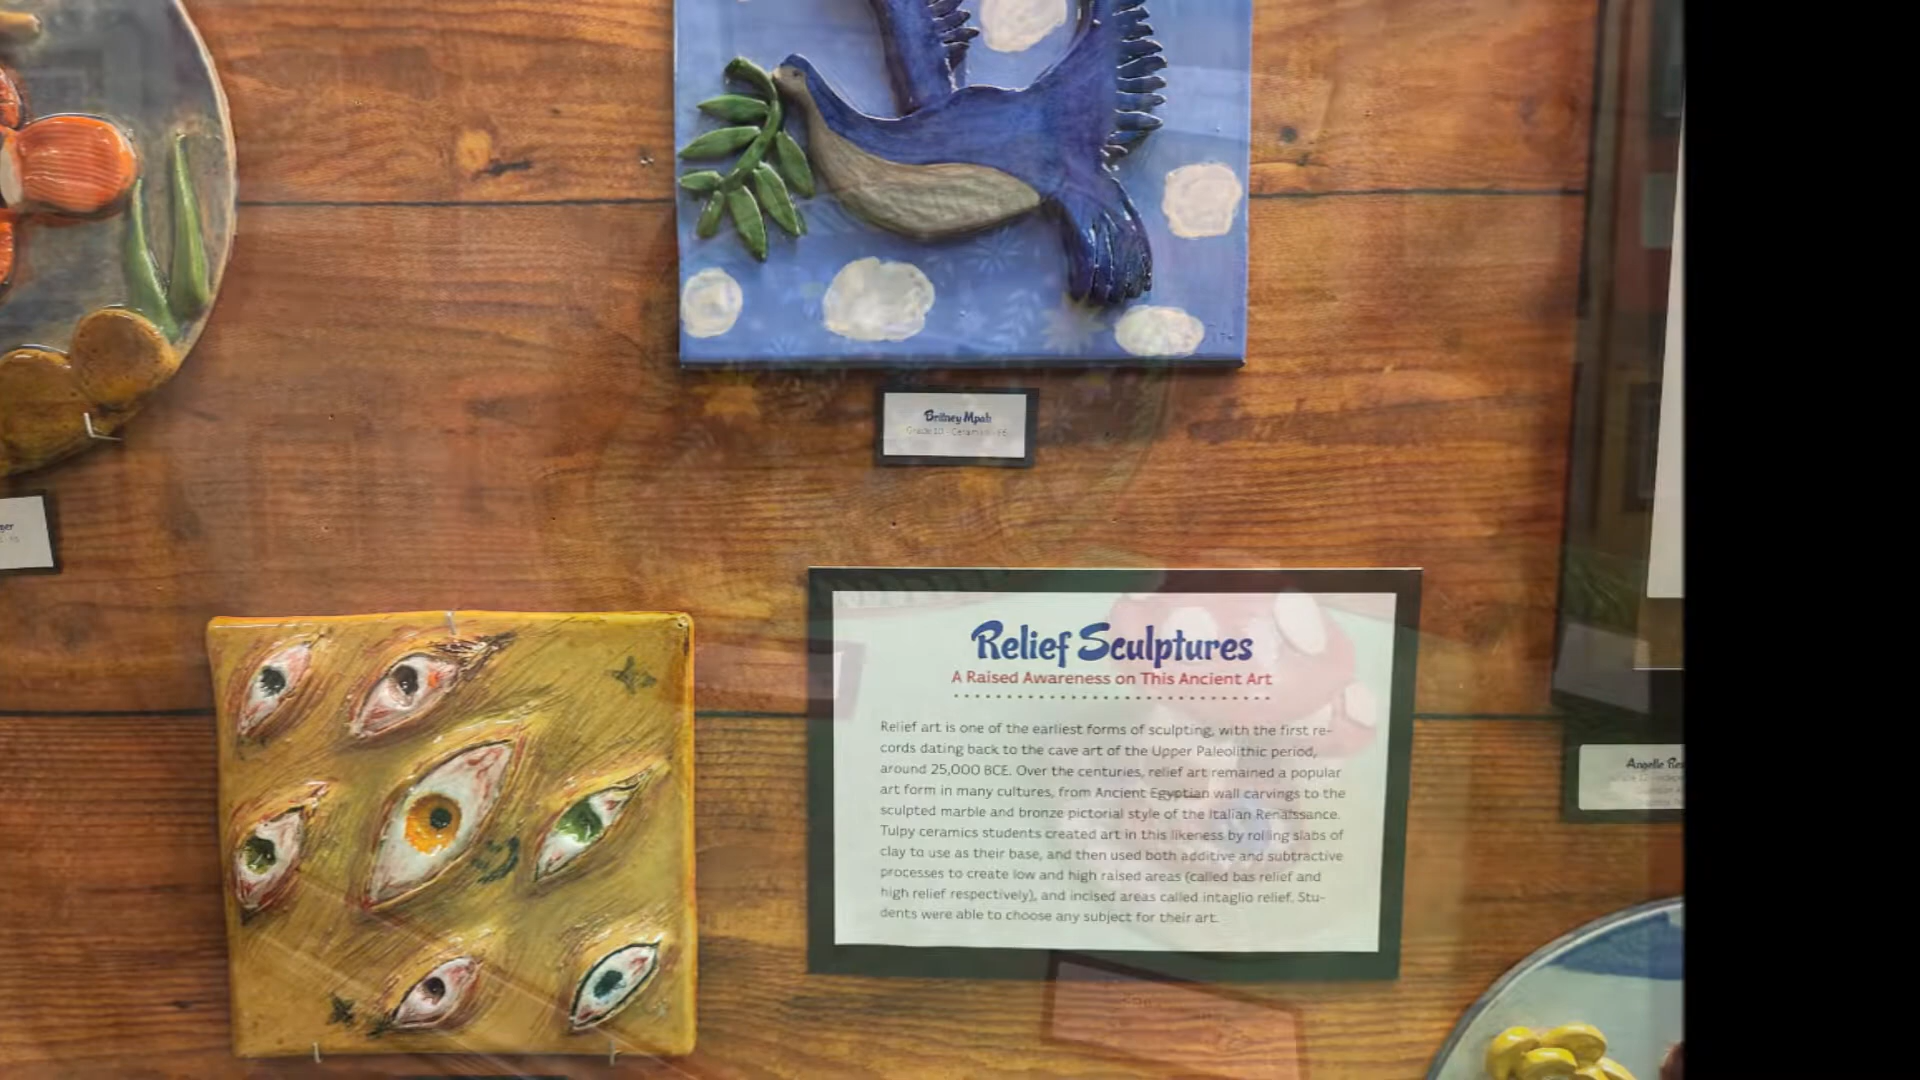 Britney Mpah
Grade 10 - Ceramics - F6
Relief Sculptures
A Raised Awareness on This Ancient Art
Relief art is one of the earliest forms of sculpting, with the first re-
cords dating back to the cave art of the Upper Paleolithic period,
around 25,000 BCE. Over the centuries, relief art remained a popular
art form in many cultures, from Ancient Egyptian wall carvings to the
sculpted marble and bronze pictorial style of the Italian Renaissance.
Tulpy ceramics students created art in this likeness by rolling slabs of
clay to use as their base, and then used both additive and subtractive
processes to create low and high raised areas (called bas relief and
high relief respectively), and incised areas called intaglio relief. Stu-
dents were able to choose any subject for their art.
Angelle